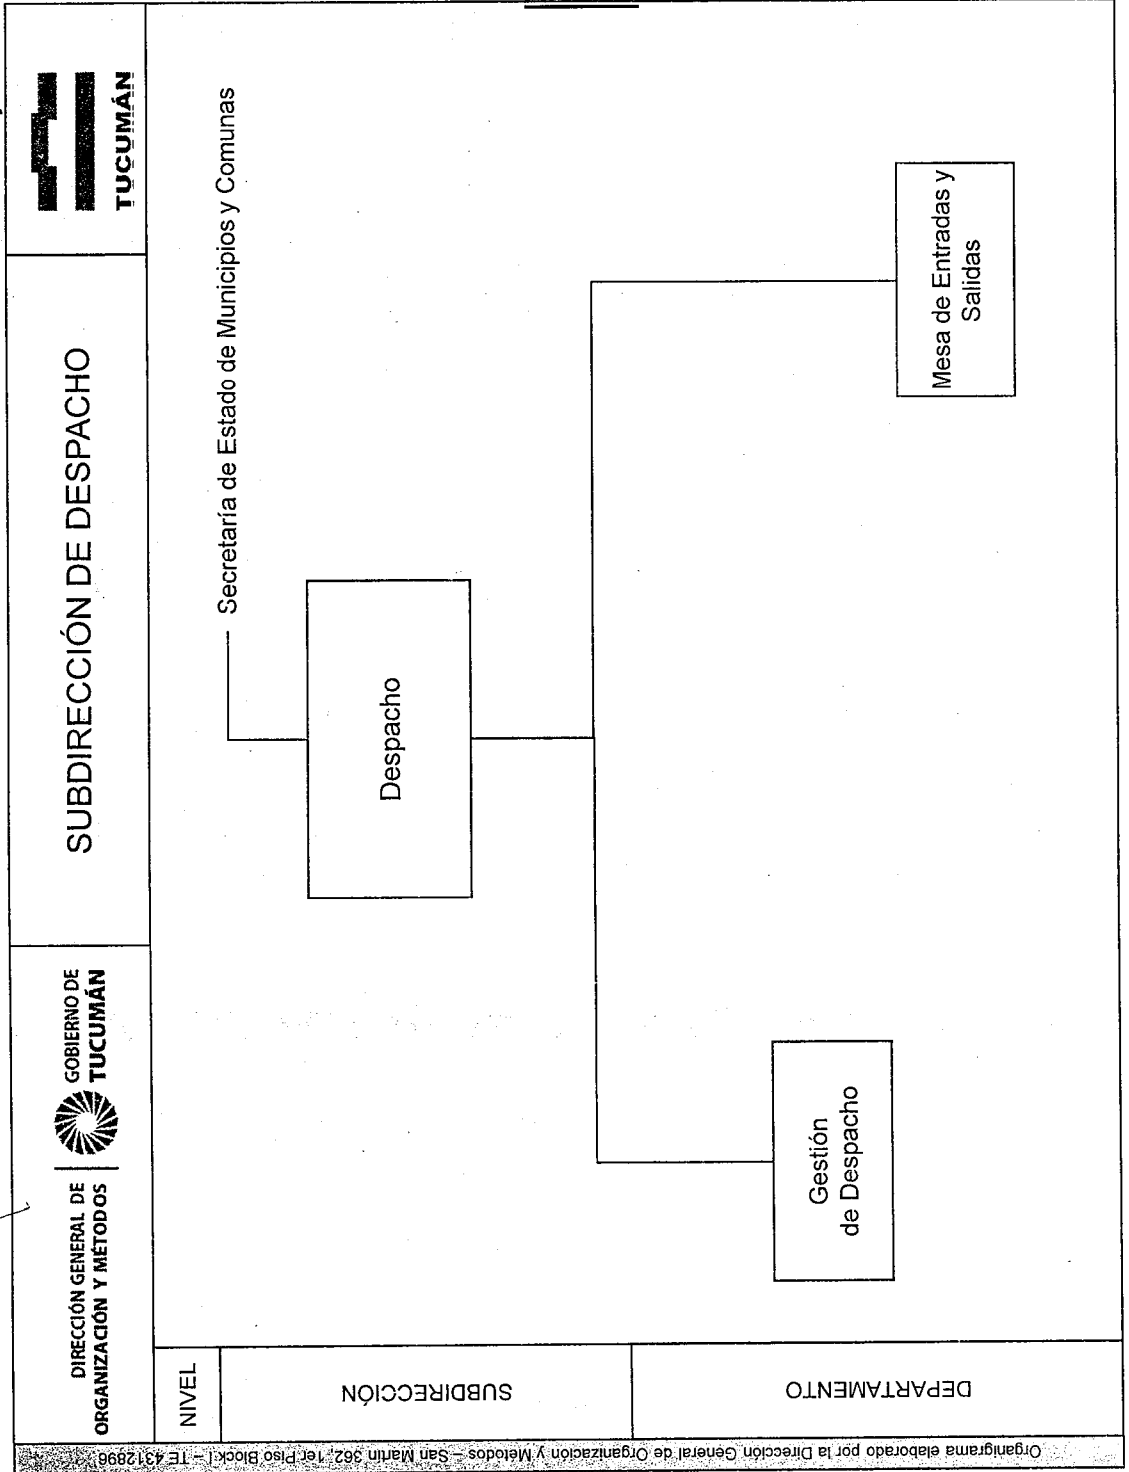 DIRECCIÓN GENERAL DE
ORGANIZACIÓN Y MÉTODOS
GOBIERNO DE
TUCUMÁN
SUBDIRECCIÓN DE DESPACHO
TUCUMÁN
NIVEL
Secretaría de Estado de Municipios y Comunas
SUBDIRECCIÓN
Despacho
DEPARTAMENTO
Gestión
de Despacho
Mesa de Entradas y
Salidas
Organigrama elaborado por la Dirección General de Organización y Métodos – San Martín 362, 1er Piso Block I – TE 4312896